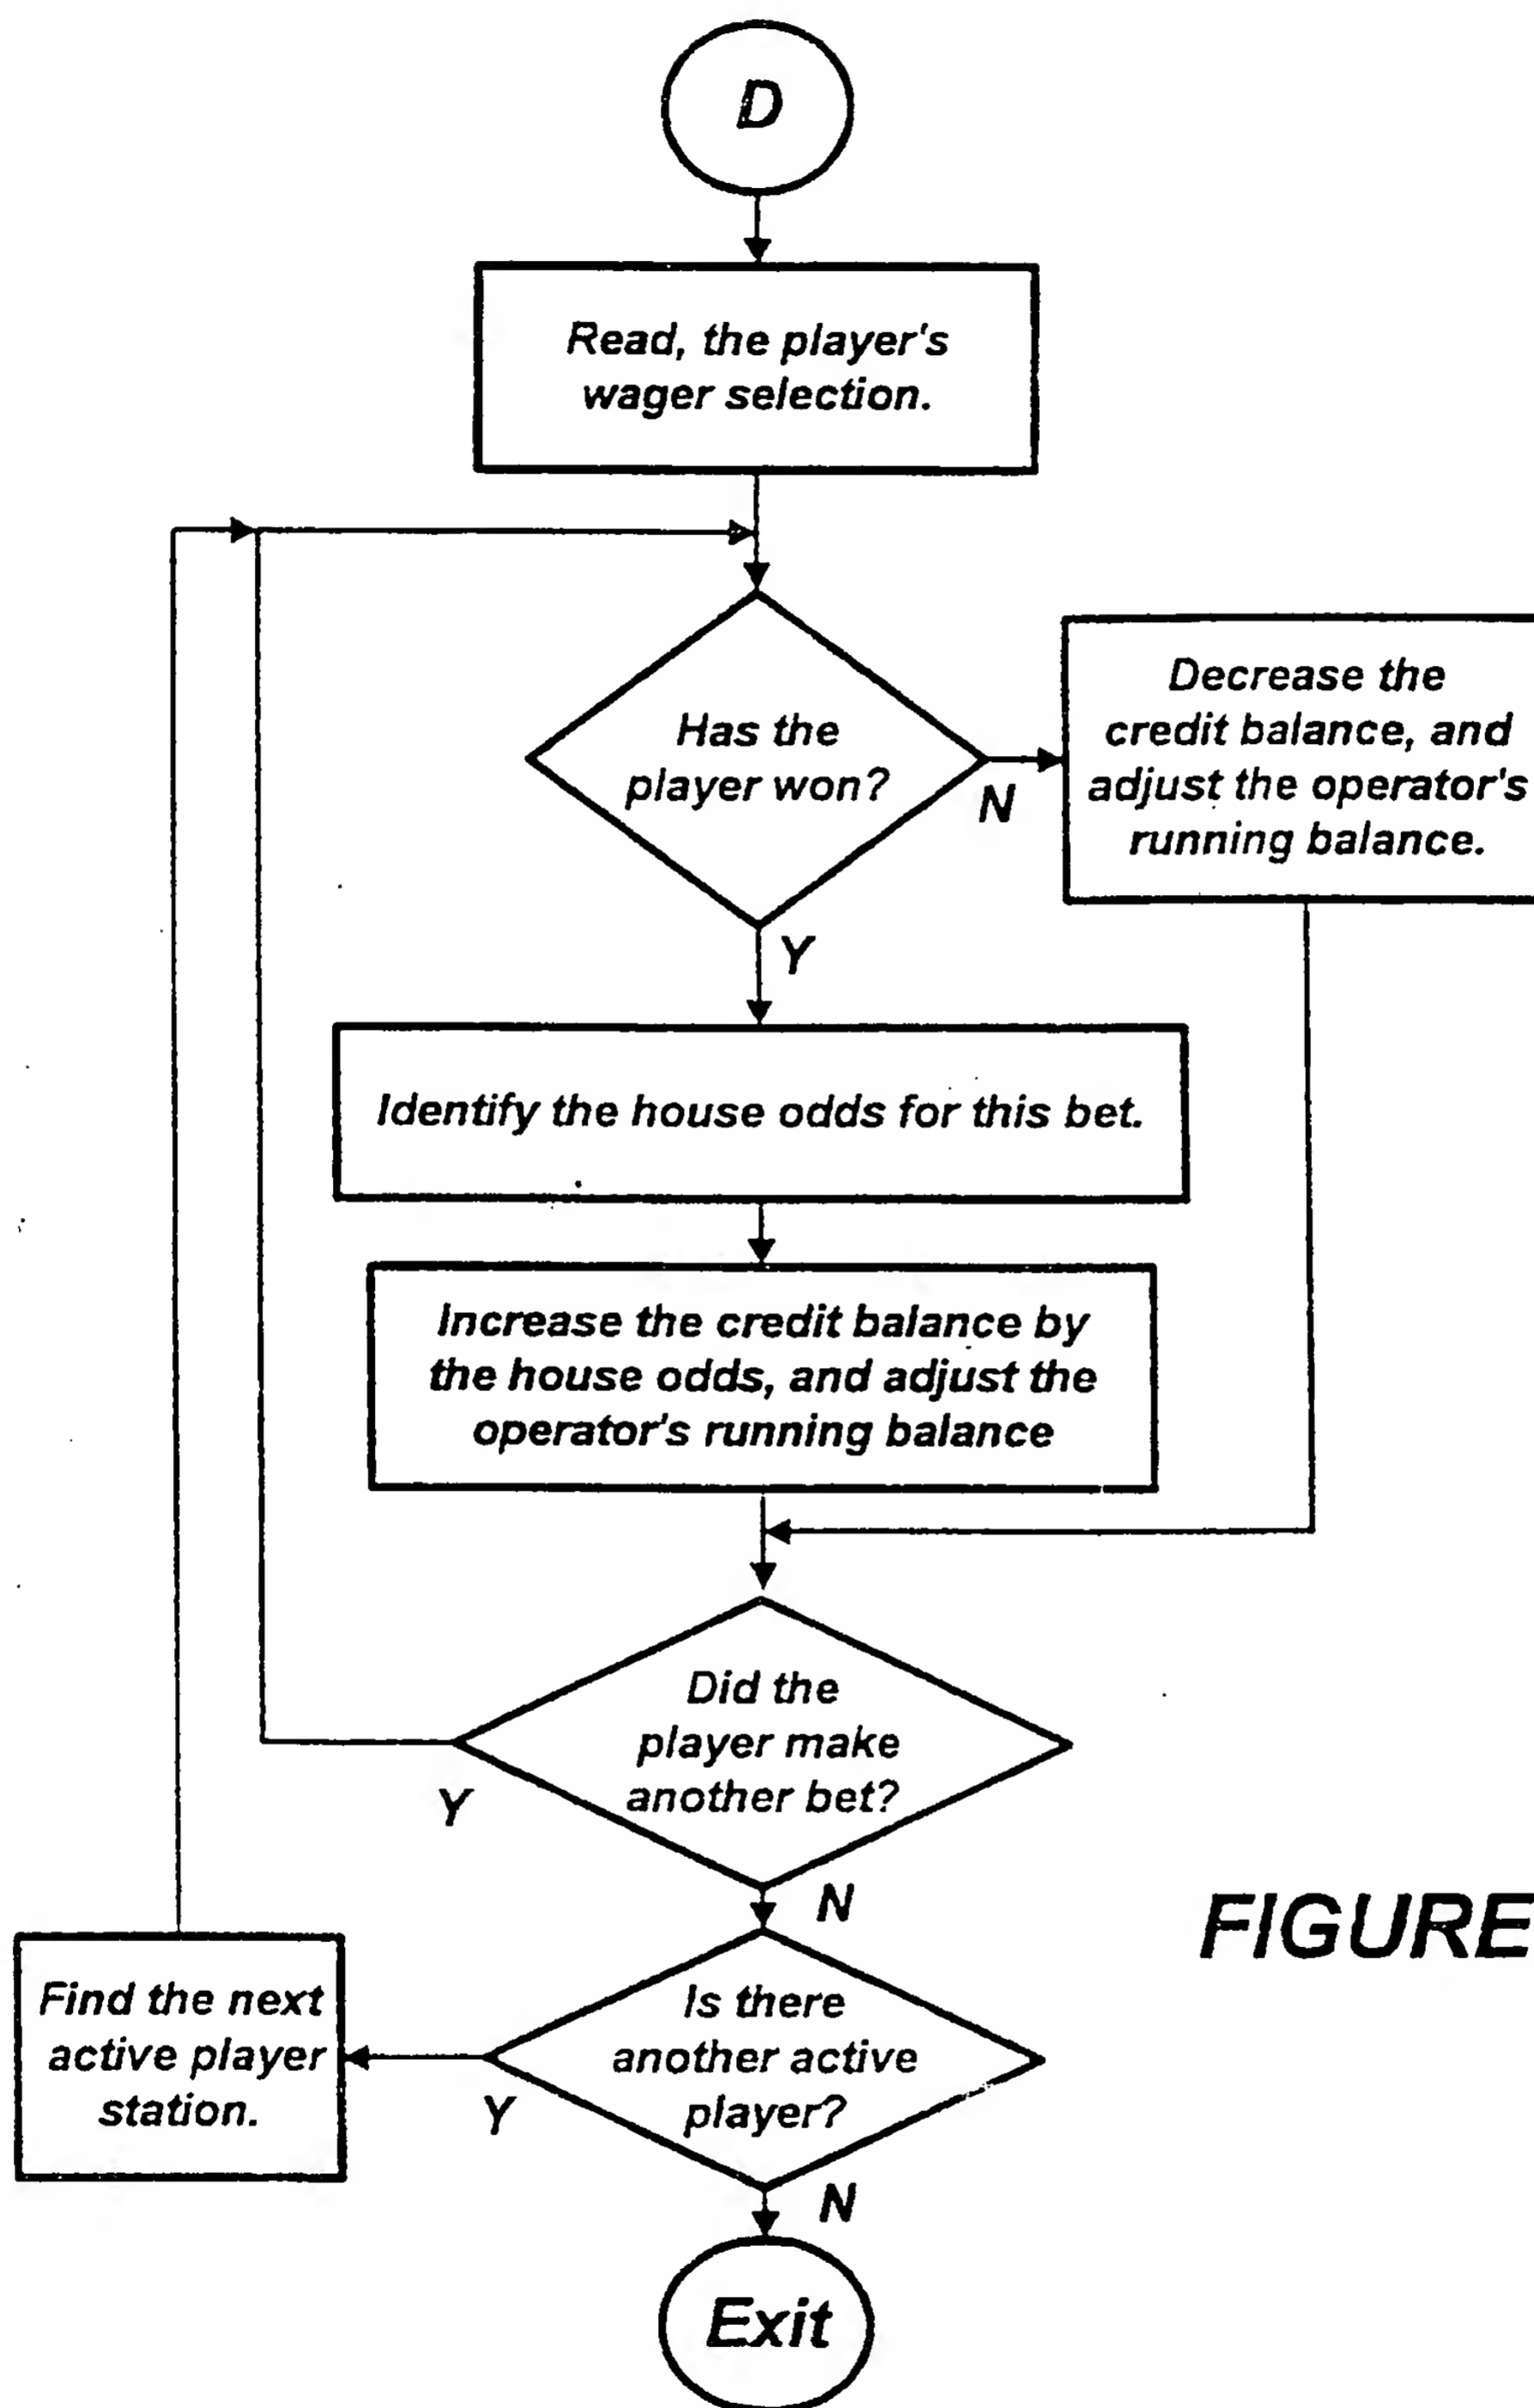 D
Read, the player's
wager selection.
Has the
player won?
N
Decrease the
credit balance, and
adjust the operator's
running balance.
Y
Identify the house odds for this bet.
Increase the credit balance by
the house odds, and adjust the
operator's running balance
Did the
player make
another bet?
Y
N
FIGURE
Find the next
active player
station.
Is there
another active
player?
Y
N
Exit